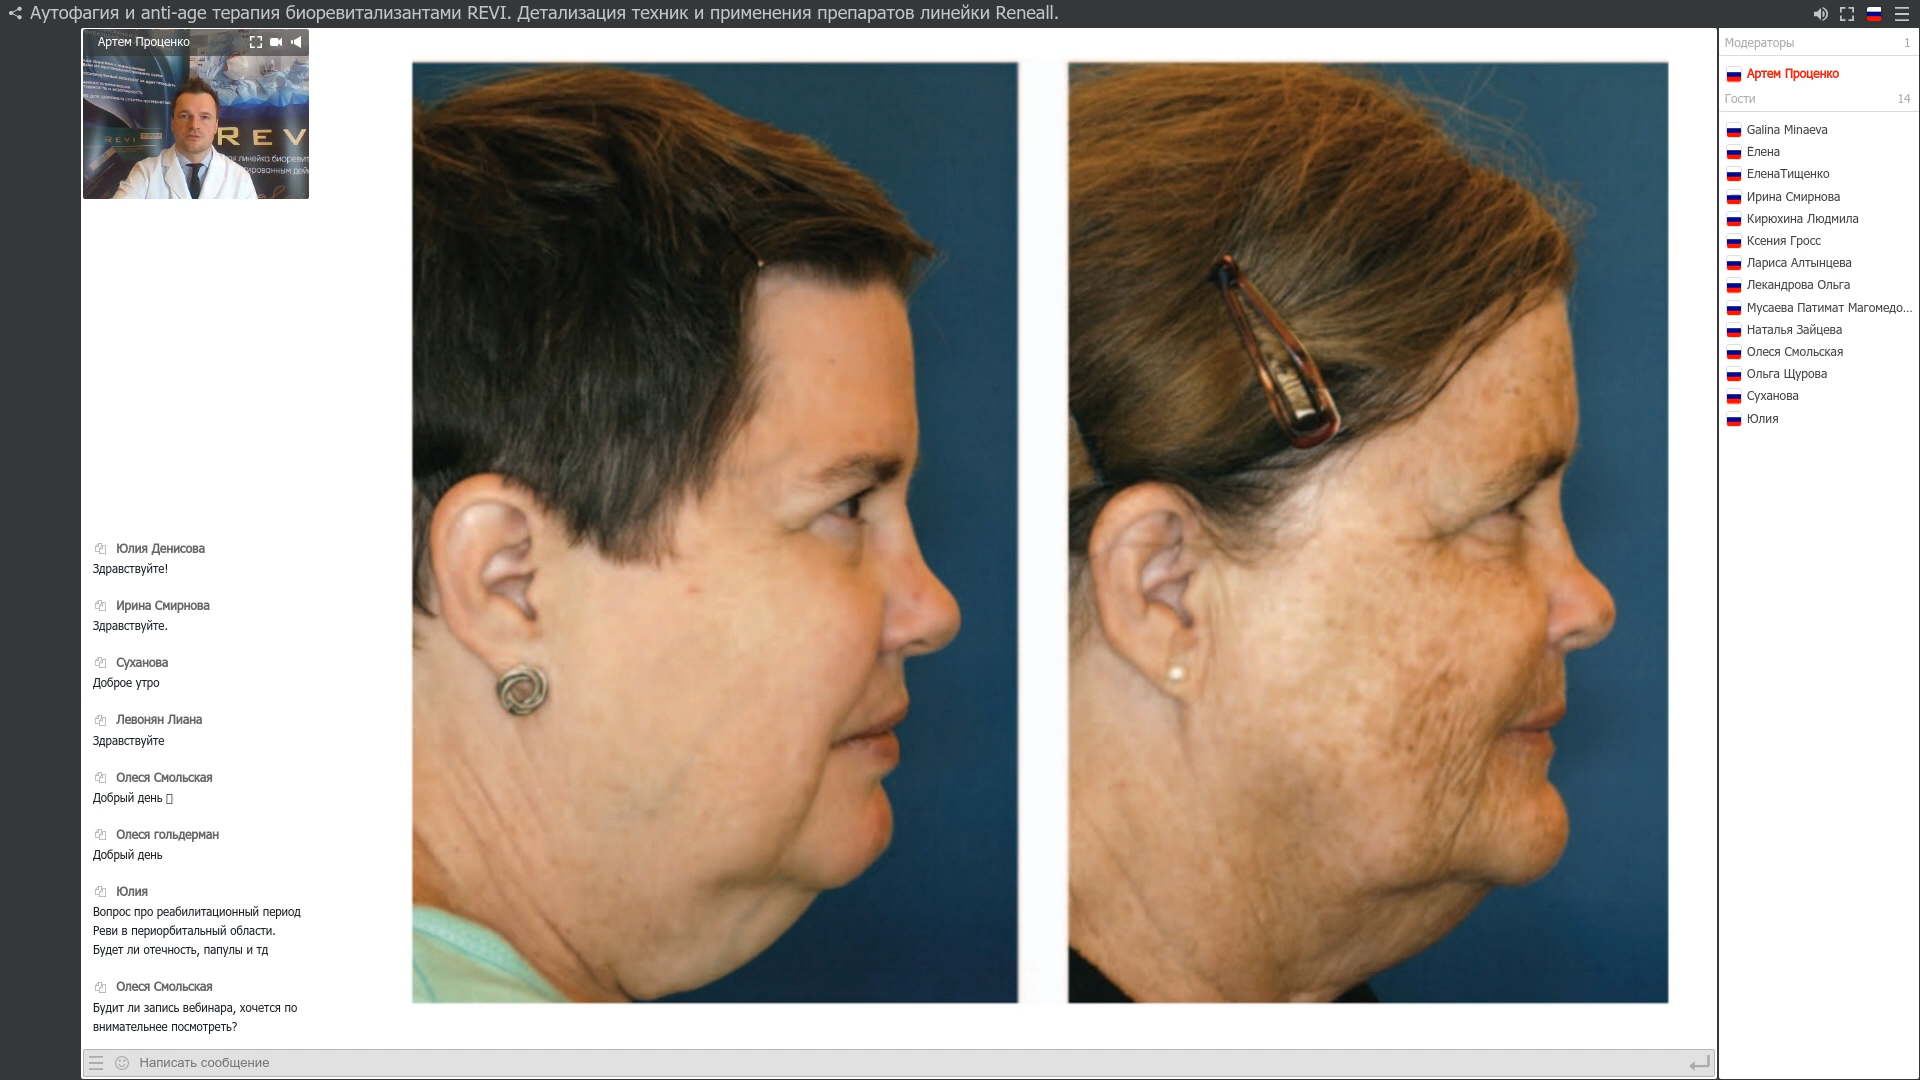 Аутофагия и anti-age терапия биоревитализантами REVI. Детализация техник и применения препаратов линейки Reneall.
Артем Проценко
REVI
REVI
Юлия Денисова
Здравствуйте!
Ирина Смирнова
Здравствуйте.
Суханова
Доброе утро
Левонян Лиана
Здравствуйте
Олеся Смольская
Добрый день
Олеся гольдерман
Добрый день
Юлия
Вопрос про реабилитационный период
Реви в периорбитальной области.
Будет ли отечность, папулы и тд
Олеся Смольская
Будит ли запись вебинара, хочется по
внимательнее посмотреть?
Написать сообщение
Модераторы 1
Артем Проценко
Гости 14
Galina Minaeva
Елена
ЕленаТищенко
Ирина Смирнова
Кирюхина Людмила
Ксения Гросс
Лариса Алтынцева
Лекандрова Ольга
Мусаева Патимат Магомедо...
Наталья Зайцева
Олеся Смольская
Ольга Щурова
Суханова
Юлия